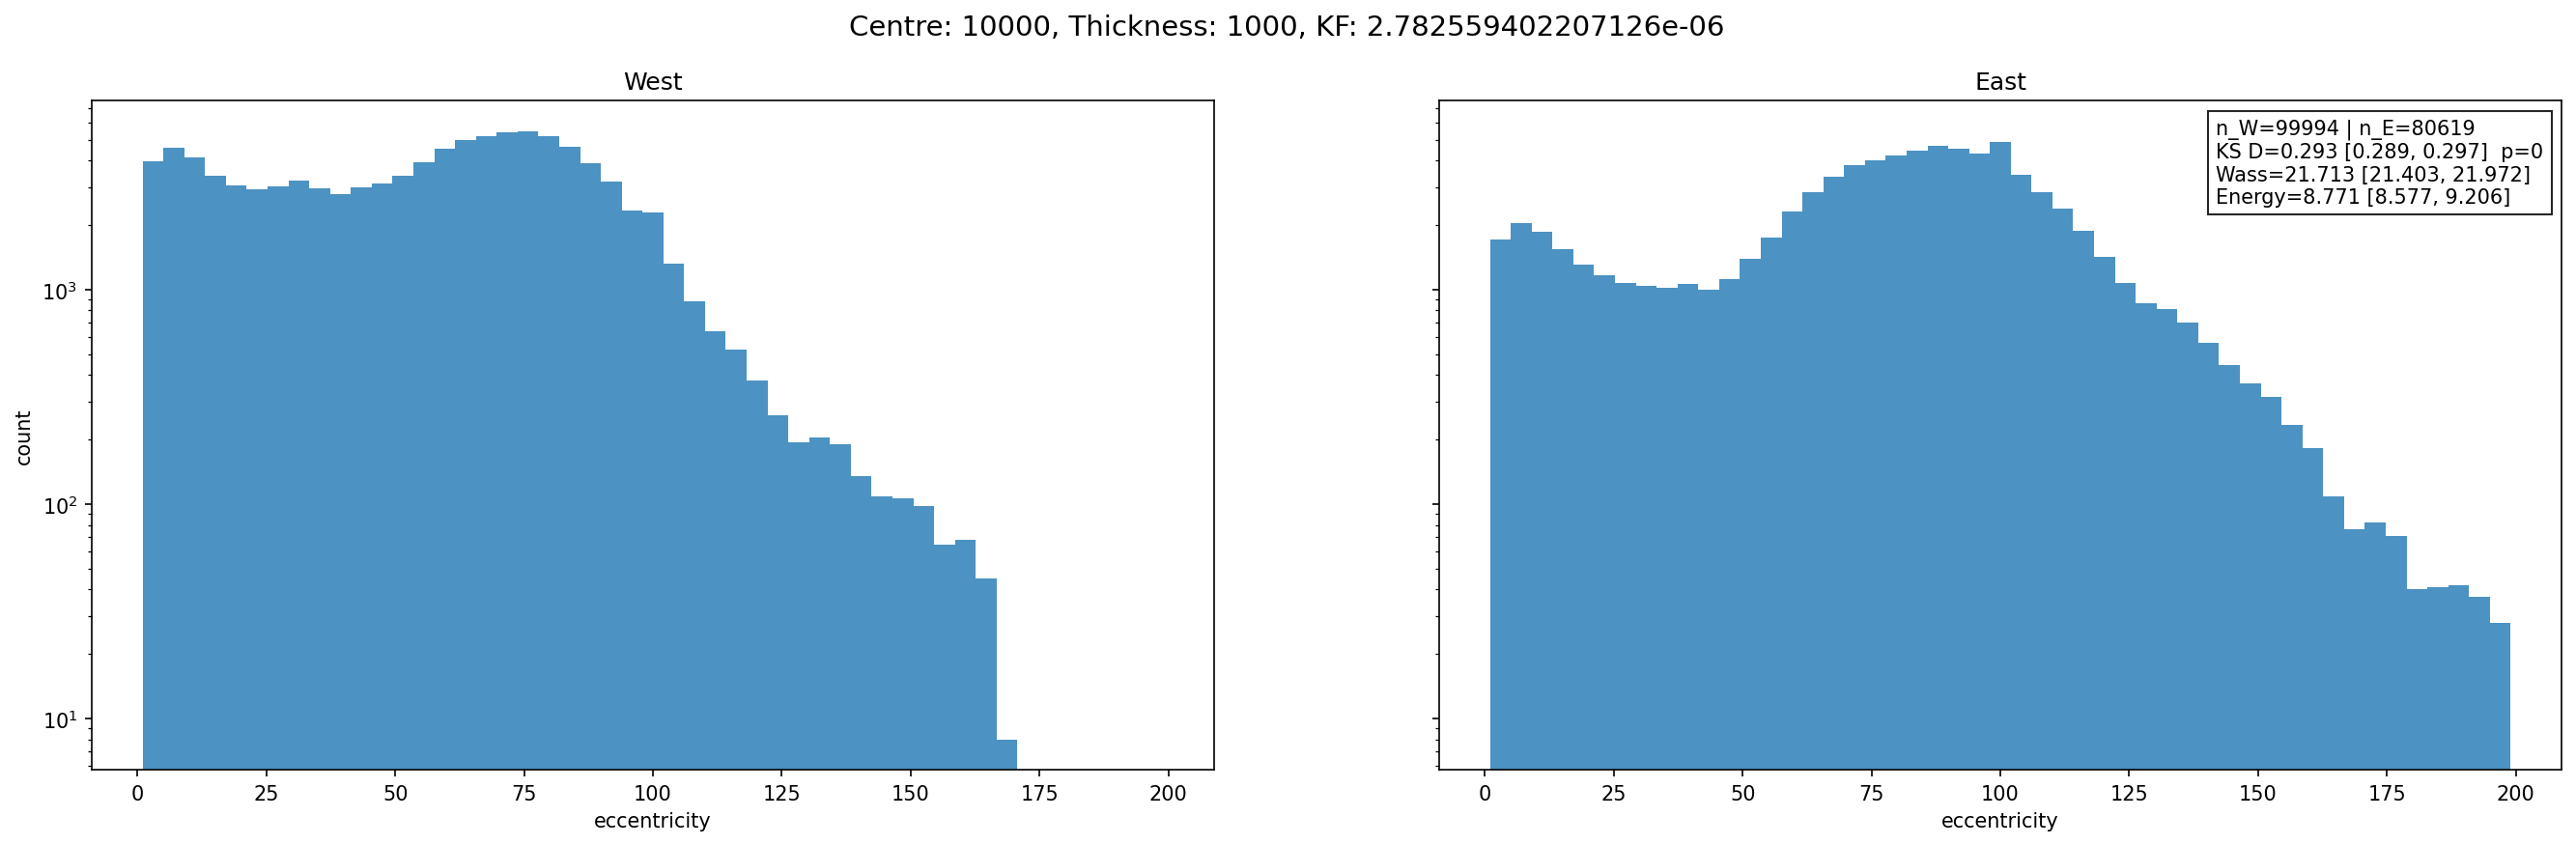 Centre: 10000, Thickness: 1000, KF: 2.782559402207126e-06
West
count
10³
10²
10¹
0 25 50 75 100 125 150 175 200
eccentricity
East
n_W=99994 | n_E=80619
KS D=0.293 [0.289, 0.297] p=0
Wass=21.713 [21.403, 21.972]
Energy=8.771 [8.577, 9.206]
0 25 50 75 100 125 150 175 200
eccentricity